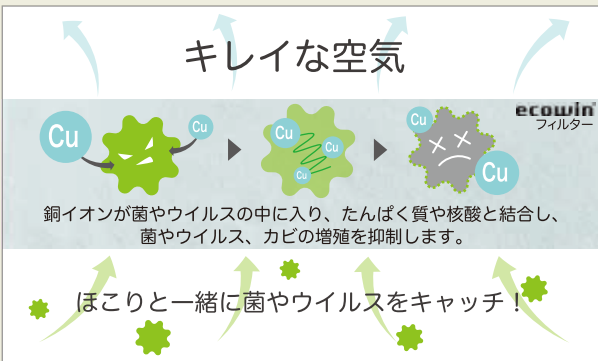 キレイな空気
ecowin®
フィルター
Cu
Cu
Cu
Cu
Cu
Cu
Cu
銅イオンが菌やウイルスの中に入り、たんぱく質や核酸と結合し、
菌やウイルス、カビの増殖を抑制します。
ほこりと一緒に菌やウイルスをキャッチ！